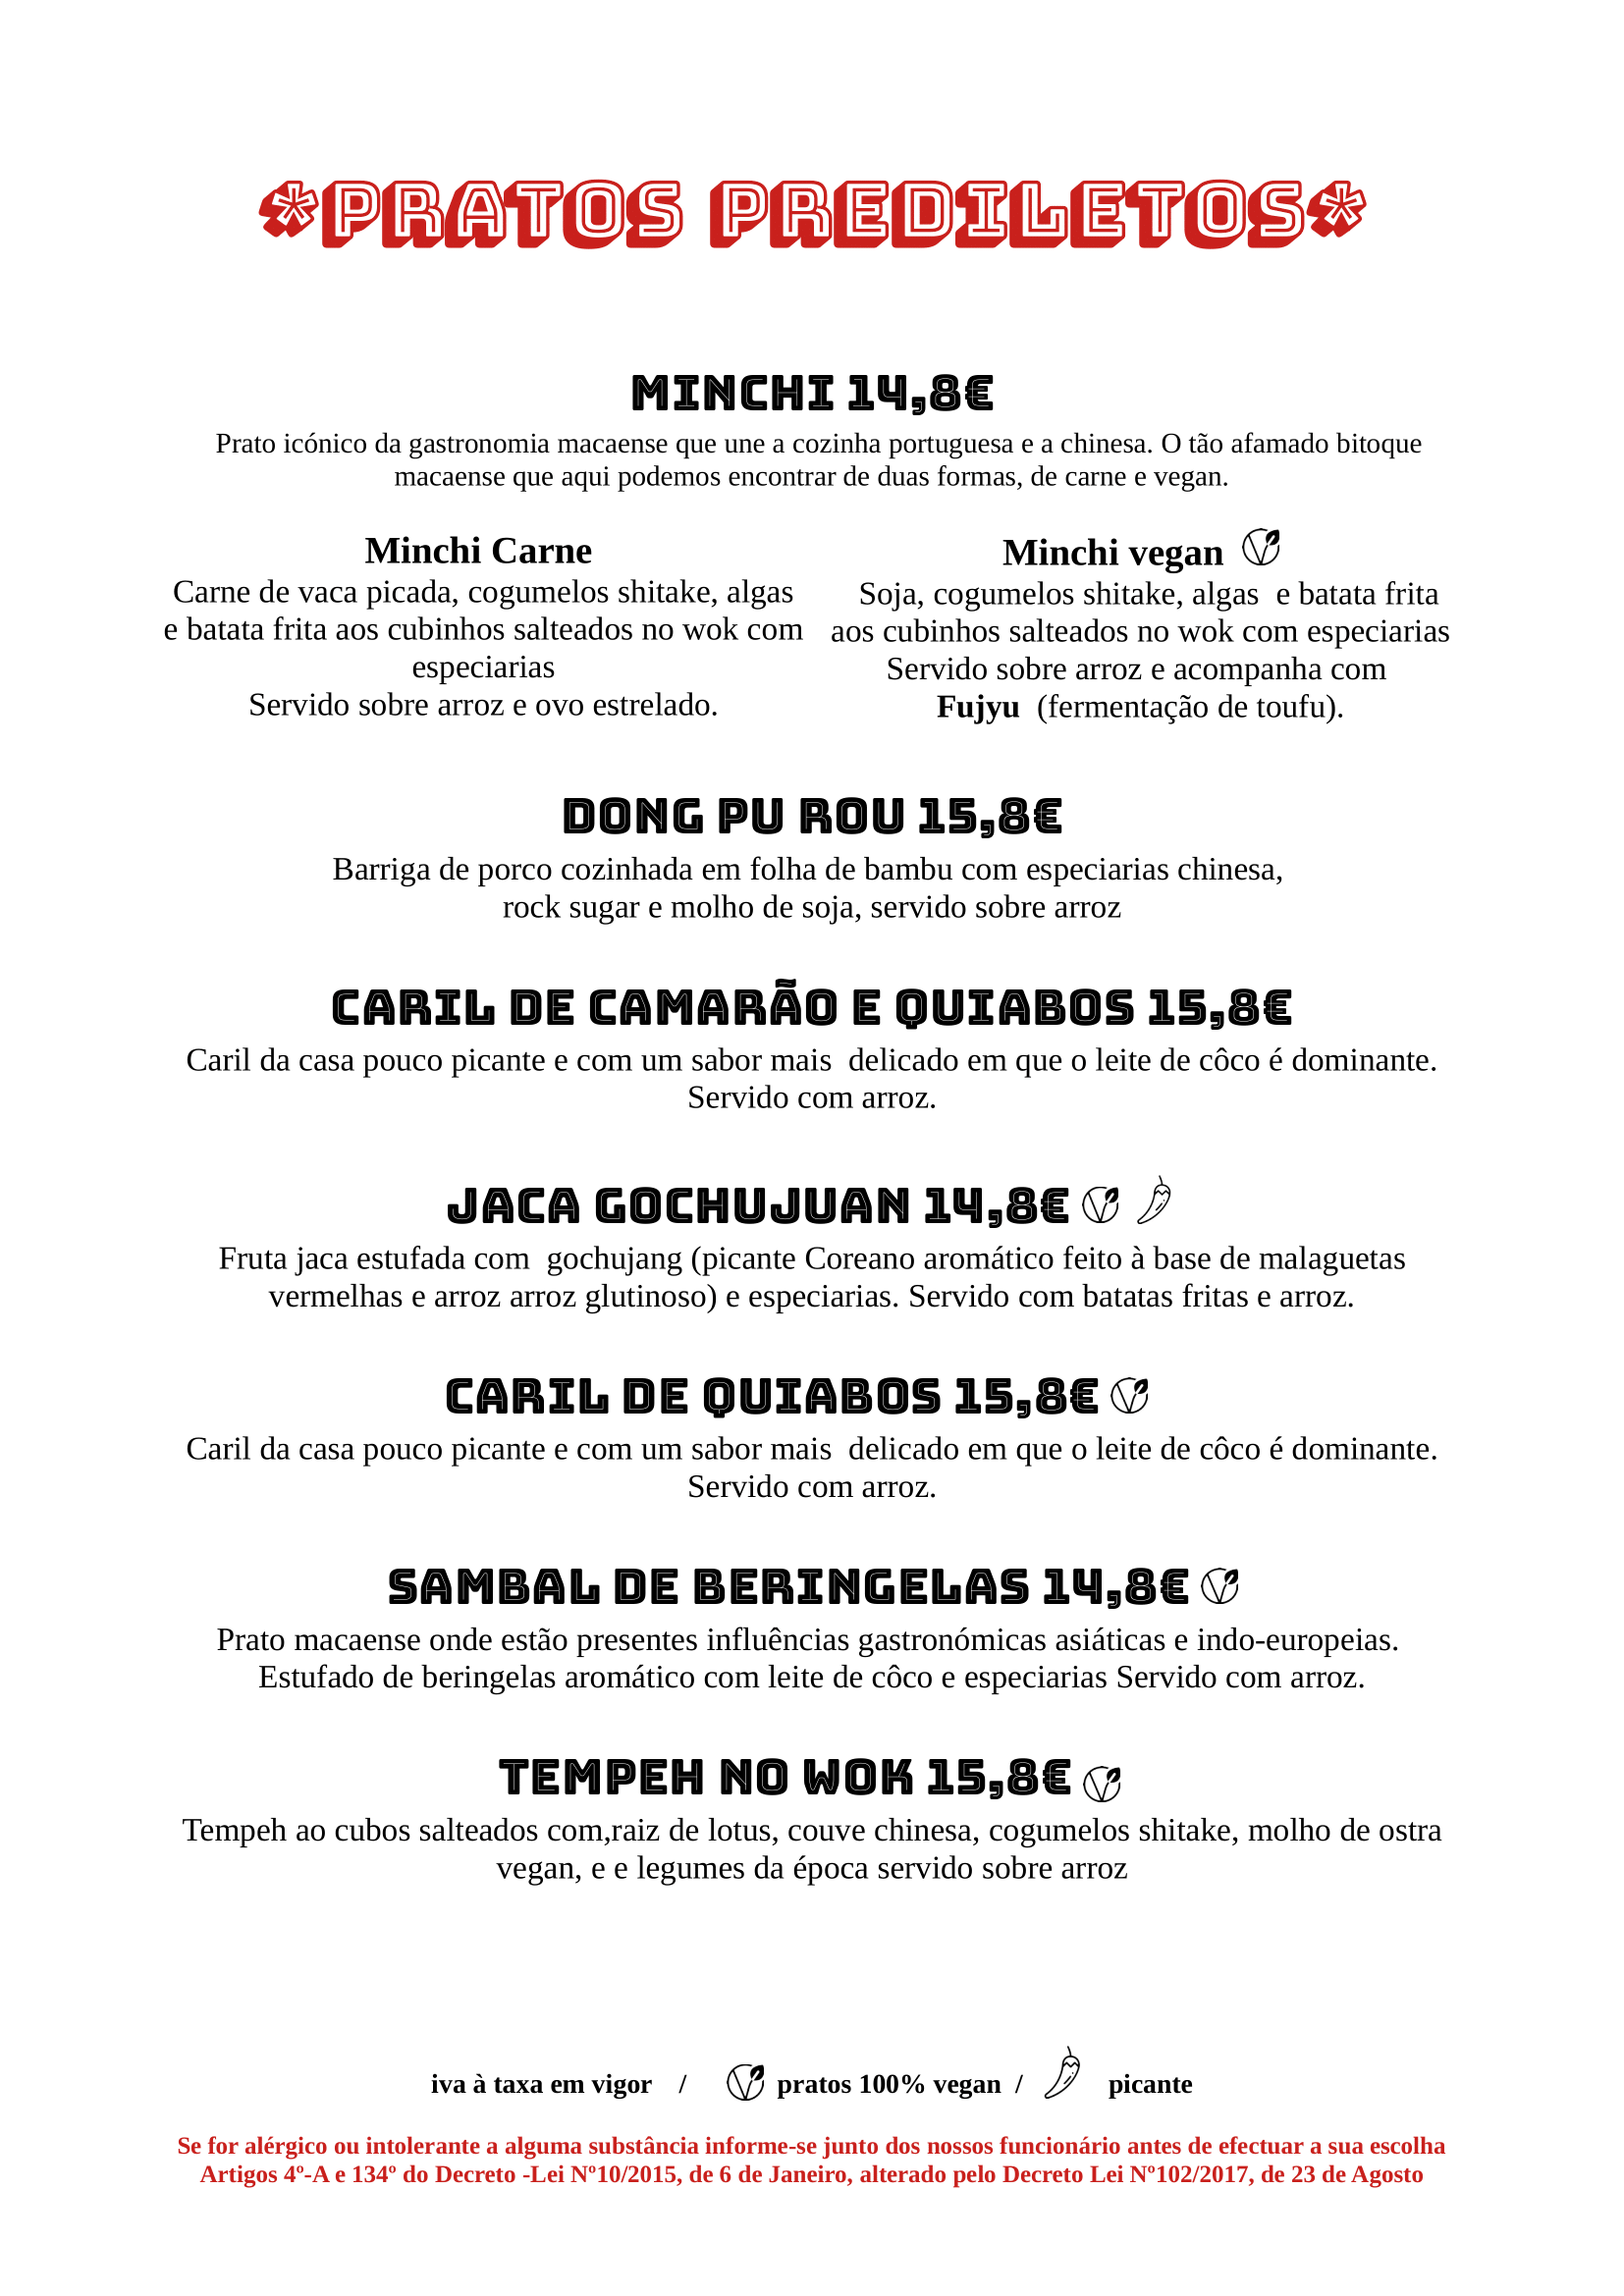 *PRATOS PREDILETOS*
MINCHI 14,8€
Prato icónico da gastronomia macaense que une a cozinha portuguesa e a chinesa. O tão afamado bitoque
macaense que aqui podemos encontrar de duas formas, de carne e vegan.
Minchi Carne
Carne de vaca picada, cogumelos shitake, algas
e batata frita aos cubinhos salteados no wok com
especiarias
Servido sobre arroz e ovo estrelado.
Minchi vegan
Soja, cogumelos shitake, algas  e batata frita
aos cubinhos salteados no wok com especiarias
Servido sobre arroz e acompanha com
Fujyu  (fermentação de toufu).
DONG PU ROU 15,8€
Barriga de porco cozinhada em folha de bambu com especiarias chinesa,
rock sugar e molho de soja, servido sobre arroz
CARIL DE CAMARÃO E QUIABOS 15,8€
Caril da casa pouco picante e com um sabor mais  delicado em que o leite de côco é dominante.
Servido com arroz.
JACA GOCHUJUAN 14,8€
Fruta jaca estufada com  gochujang (picante Coreano aromático feito à base de malaguetas
vermelhas e arroz arroz glutinoso) e especiarias. Servido com batatas fritas e arroz.
CARIL DE QUIABOS 15,8€
Caril da casa pouco picante e com um sabor mais  delicado em que o leite de côco é dominante.
Servido com arroz.
SAMBAL DE BERINGELAS 14,8€
Prato macaense onde estão presentes influências gastronómicas asiáticas e indo-europeias.
Estufado de beringelas aromático com leite de côco e especiarias Servido com arroz.
TEMPEH NO WOK 15,8€
Tempeh ao cubos salteados com,raiz de lotus, couve chinesa, cogumelos shitake, molho de ostra
vegan, e e legumes da época servido sobre arroz
iva à taxa em vigor / pratos 100% vegan / picante
Se for alérgico ou intolerante a alguma substância informe-se junto dos nossos funcionário antes de efectuar a sua escolha
Artigos 4º-A e 134º do Decreto -Lei Nº10/2015, de 6 de Janeiro, alterado pelo Decreto Lei Nº102/2017, de 23 de Agosto